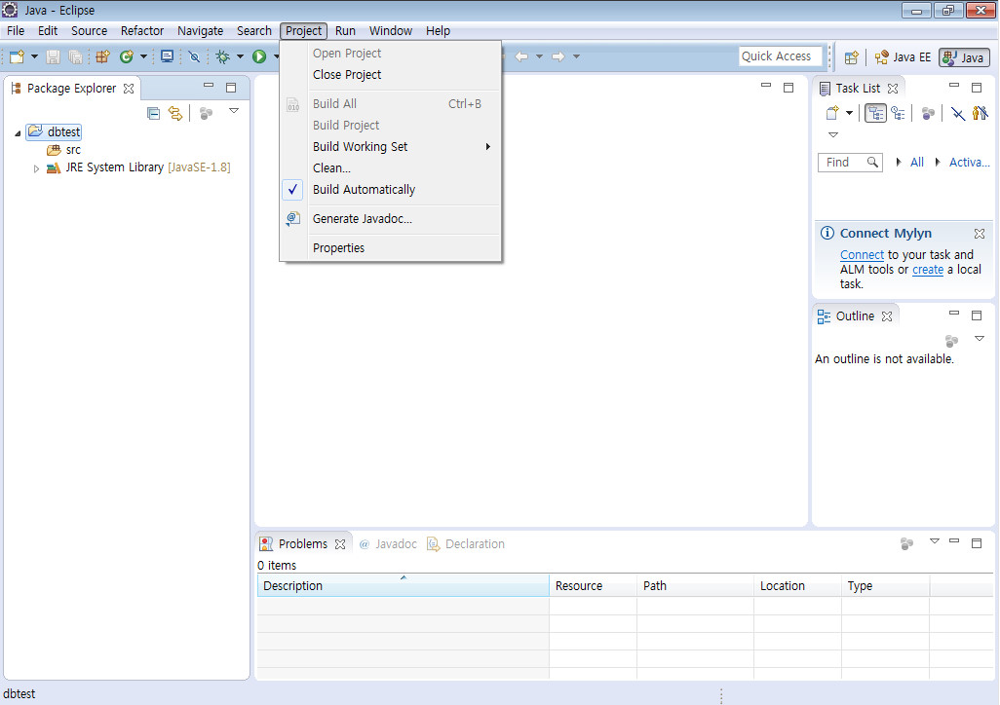 Java - Eclipse
File Edit Source Refactor Navigate Search Project Run Window Help
Quick Access
Java EE
Java
Package Explorer
dbtest
src
JRE System Library [JavaSE-1.8]
Open Project
Close Project
Build All Ctrl+B
Build Project
Build Working Set
Clean...
Build Automatically
Generate Javadoc...
Properties
Task List
Find
All
Activa...
Connect Mylyn
Connect to your task and
ALM tools or create a local
task.
Outline
An outline is not available.
Problems
@ Javadoc
Declaration
0 items
Description Resource Path Location Type
dbtest